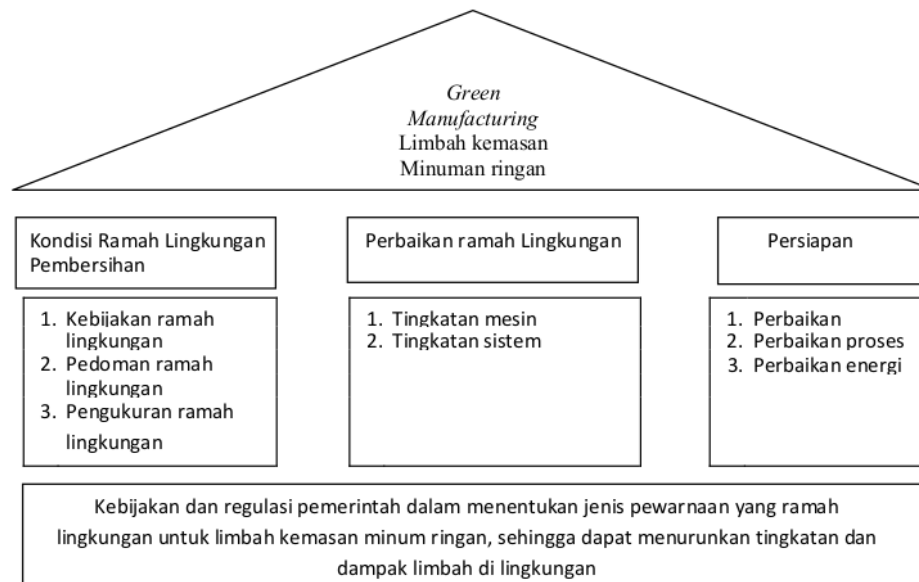 Green
Manufacturing
Limbah kemasan
Minuman ringan
Kondisi Ramah Lingkungan
Pembersihan
Perbaikan ramah Lingkungan
Persiapan
1. Kebijakan ramah
lingkungan
2. Pedoman ramah
lingkungan
3. Pengukuran ramah
lingkungan
1. Tingkatan mesin
2. Tingkatan sistem
1. Perbaikan
2. Perbaikan proses
3. Perbaikan energi
Kebijakan dan regulasi pemerintah dalam menentukan jenis pewarnaan yang ramah
lingkungan untuk limbah kemasan minum ringan, sehingga dapat menurunkan tingkatan dan
dampak limbah di lingkungan